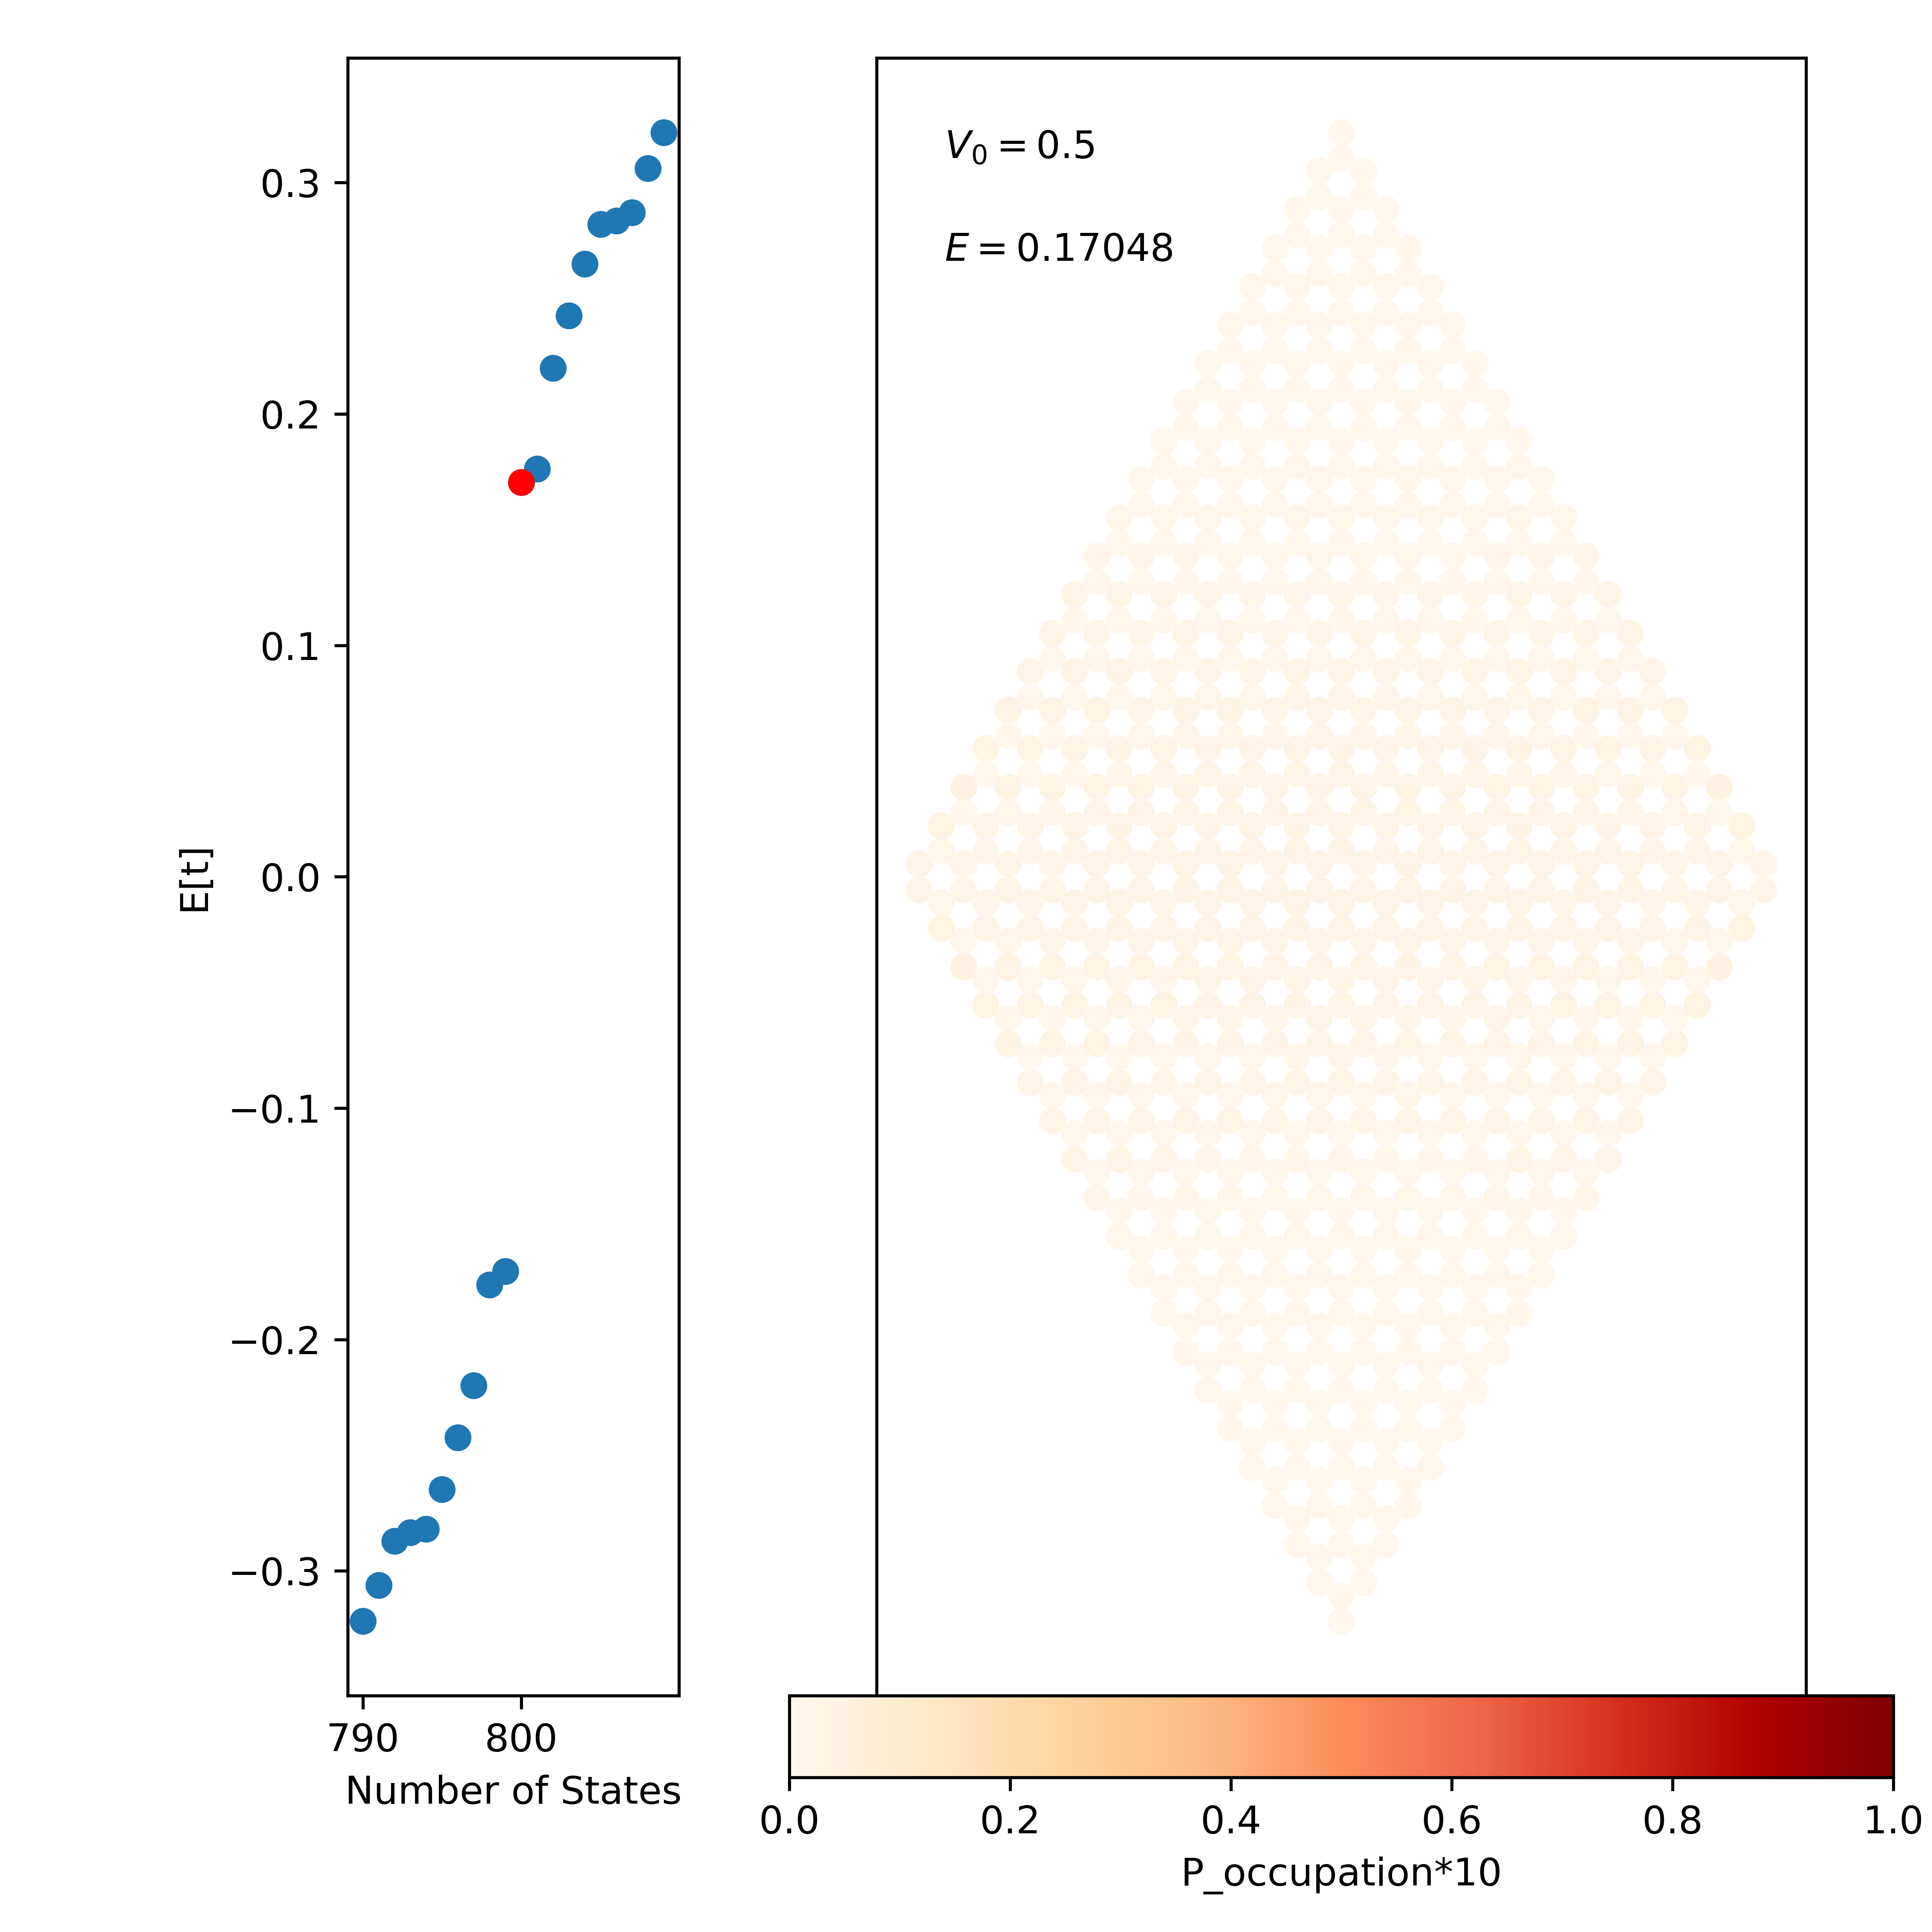 E[t]
0.3
0.2
0.1
0.0
−0.1
−0.2
−0.3
790 800
Number of States
V₀ = 0.5
E = 0.17048
0.0 0.2 0.4 0.6 0.8 1.0
P_occupation*10